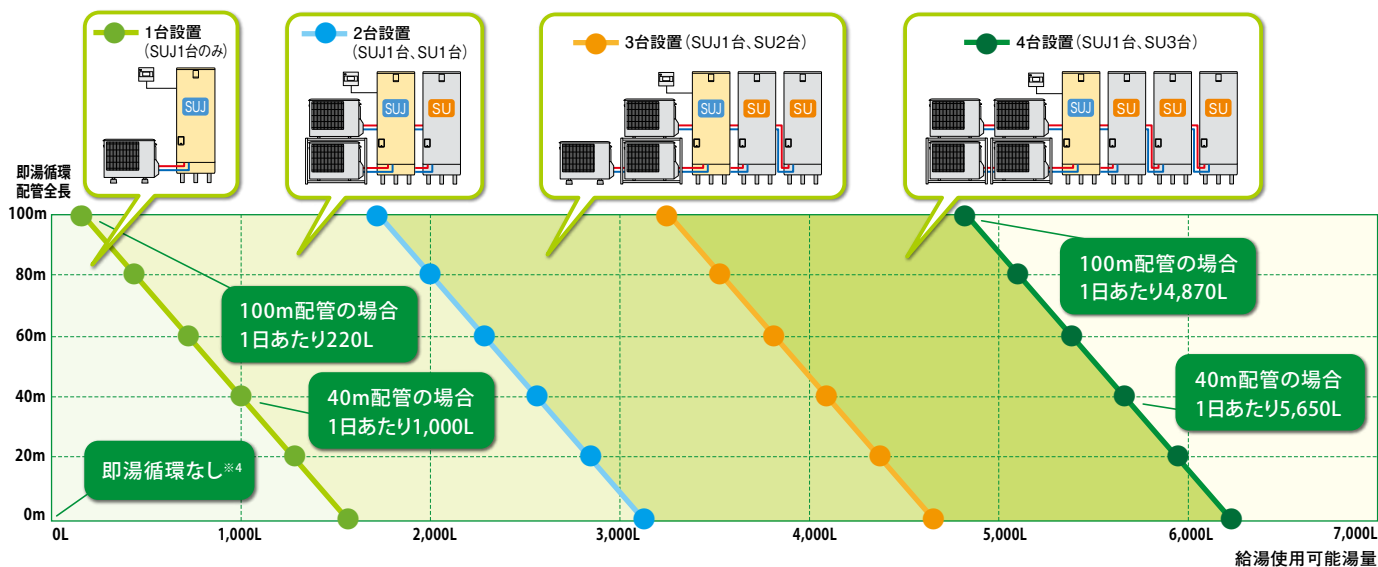 1台設置
(SUJ1台のみ)
SUJ
2台設置
(SUJ1台、SU1台)
SUJ
SU
3台設置(SUJ1台、SU2台)
SUJ
SU
SU
4台設置(SUJ1台、SU3台)
SUJ
SU
SU
SU
即湯循環
配管全長
100m
80m
60m
40m
20m
0m
100m配管の場合
1日あたり220L
40m配管の場合
1日あたり1,000L
即湯循環なし※4
100m配管の場合
1日あたり4,870L
40m配管の場合
1日あたり5,650L
0L
1,000L
2,000L
3,000L
4,000L
5,000L
6,000L
7,000L
給湯使用可能湯量